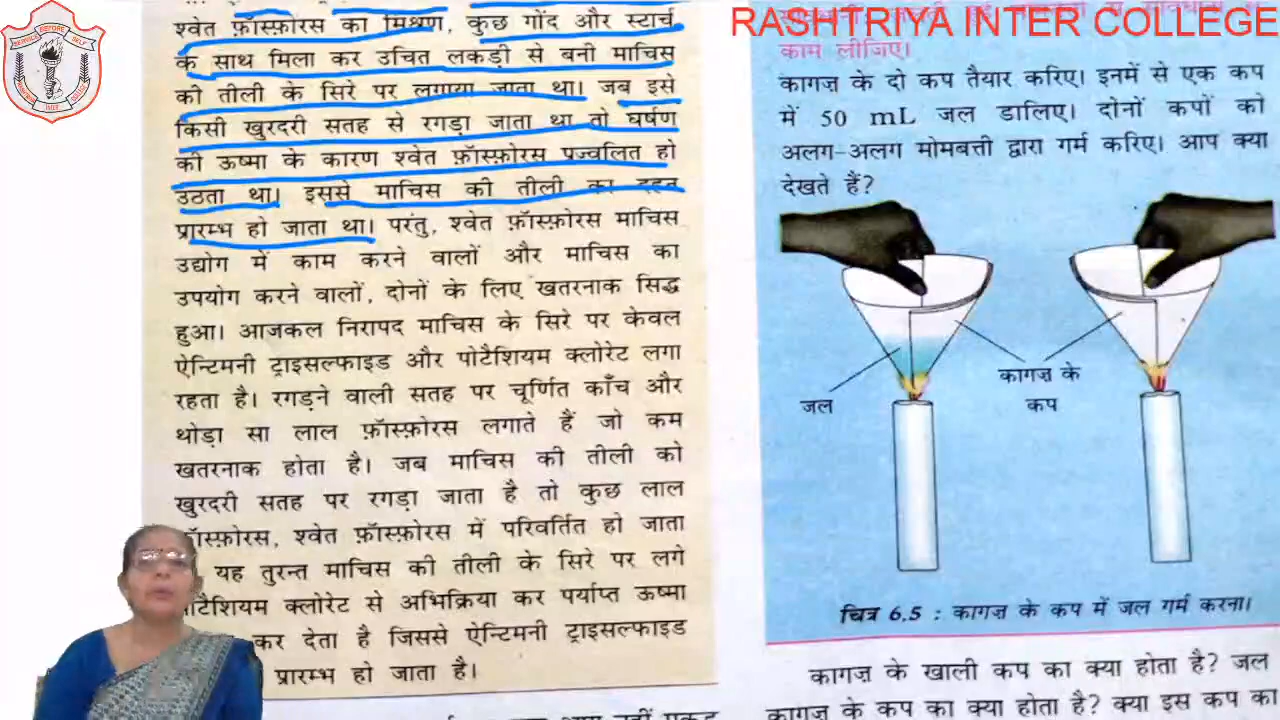 RASHTRIYA INTER COLLEGE
श्वेत फ़ॉस्फ़ोरस का मिश्रण, कुछ गोंद और स्टार्च
के साथ मिला कर उचित लकड़ी से बनी माचिस
की तीली के सिरे पर लगाया जाता था। जब इसे
किसी खुरदरी सतह से रगड़ा जाता था तो घर्षण
की ऊष्मा के कारण श्वेत फ़ॉस्फ़ोरस प्रज्वलित हो
उठता था। इससे माचिस की तीली का दहन
प्रारम्भ हो जाता था। परंतु, श्वेत फ़ॉस्फ़ोरस माचिस
उद्योग में काम करने वालों और माचिस का
उपयोग करने वालों, दोनों के लिए खतरनाक सिद्ध
हुआ। आजकल निरापद माचिस के सिरे पर केवल
ऐन्टिमनी ट्राइसल्फाइड और पोटैशियम क्लोरेट लगा
रहता है। रगड़ने वाली सतह पर चूर्णित काँच और
थोड़ा सा लाल फ़ॉस्फ़ोरस लगाते हैं जो कम
खतरनाक होता है। जब माचिस की तीली को
खुरदरी सतह पर रगड़ा जाता है तो कुछ लाल
श्वेत फ़ॉस्फ़ोरस में परिवर्तित हो जाता
यह तुरन्त माचिस की तीली के सिरे पर लगे
क्लोरेट से अभिक्रिया कर पर्याप्त ऊष्मा
कर देता है जिससे ऐन्टिमनी ट्राइसल्फाइड
प्रारम्भ हो जाता है।
काम लीजिए।
कागज़ के दो कप तैयार करिए। इनमें से एक कप
में 50 mL जल डालिए। दोनों कपों को
अलग-अलग मोमबत्ती द्वारा गर्म करिए। आप क्या
देखते हैं?
जल
कागज़ के
कप
चित्र 6.5 : कागज़ के कप में जल गर्म करना।
कागज़ के खाली कप का क्या होता है? जल
कागज़ के कप का क्या होता है? क्या इस कप का